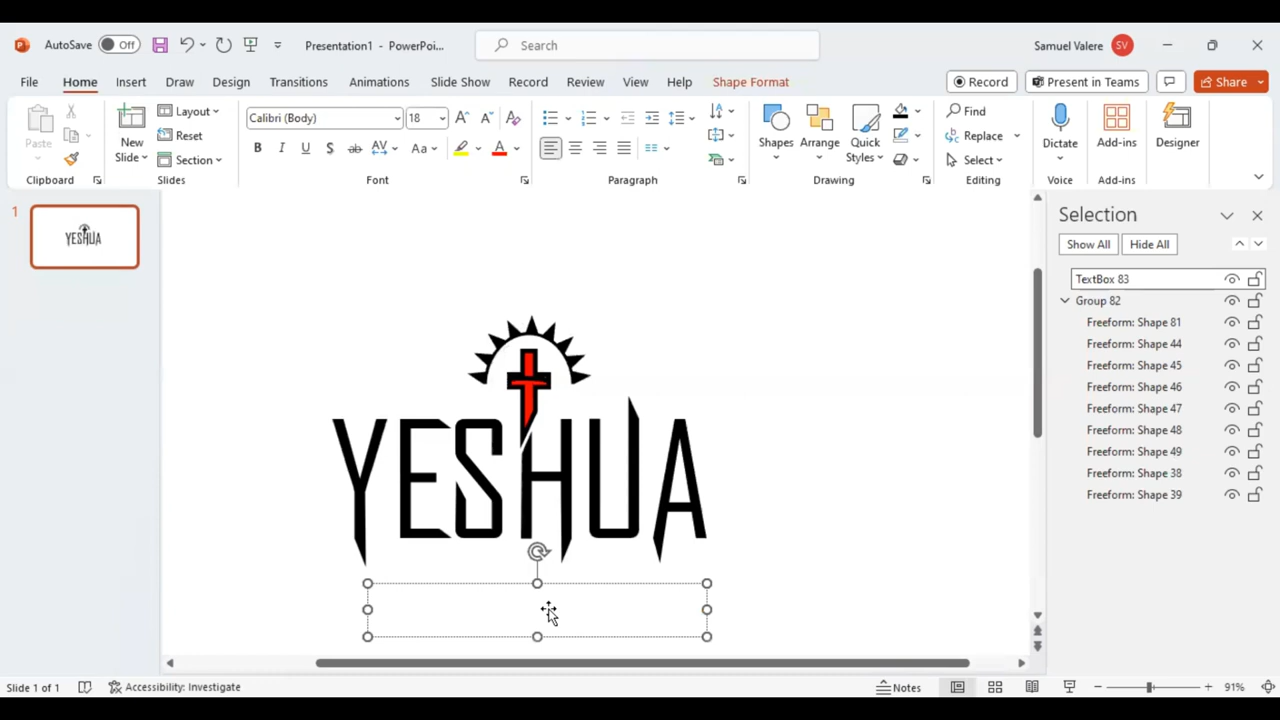 AutoSave Off Presentation1 - PowerPoi... Search Samuel Valere SV
File Home Insert Draw Design Transitions Animations Slide Show Record Review View Help Shape Format Record Present in Teams Share
Paste New Slide Layout Reset Section Calibri (Body) 18 Shapes Arrange Quick Styles Find Replace Select Dictate Add-ins Designer
B I U S ab AV Aa A
Clipboard Slides Font Paragraph Drawing Editing Voice Add-ins
1
YESHUA
YESHUA
Selection
Show All Hide All
TextBox 83
Group 82
Freeform: Shape 81
Freeform: Shape 44
Freeform: Shape 45
Freeform: Shape 46
Freeform: Shape 47
Freeform: Shape 48
Freeform: Shape 49
Freeform: Shape 38
Freeform: Shape 39
Slide 1 of 1 Accessibility: Investigate Notes 91%